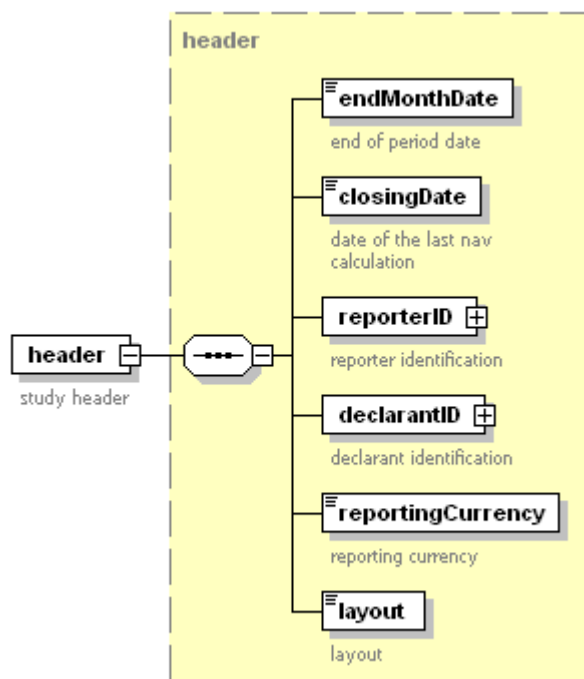 header
endMonthDate
end of period date
closingDate
date of the last nav
calculation
reporterID
reporter identification
header
study header
declarantID
declarant identification
reportingCurrency
reporting currency
layout
layout